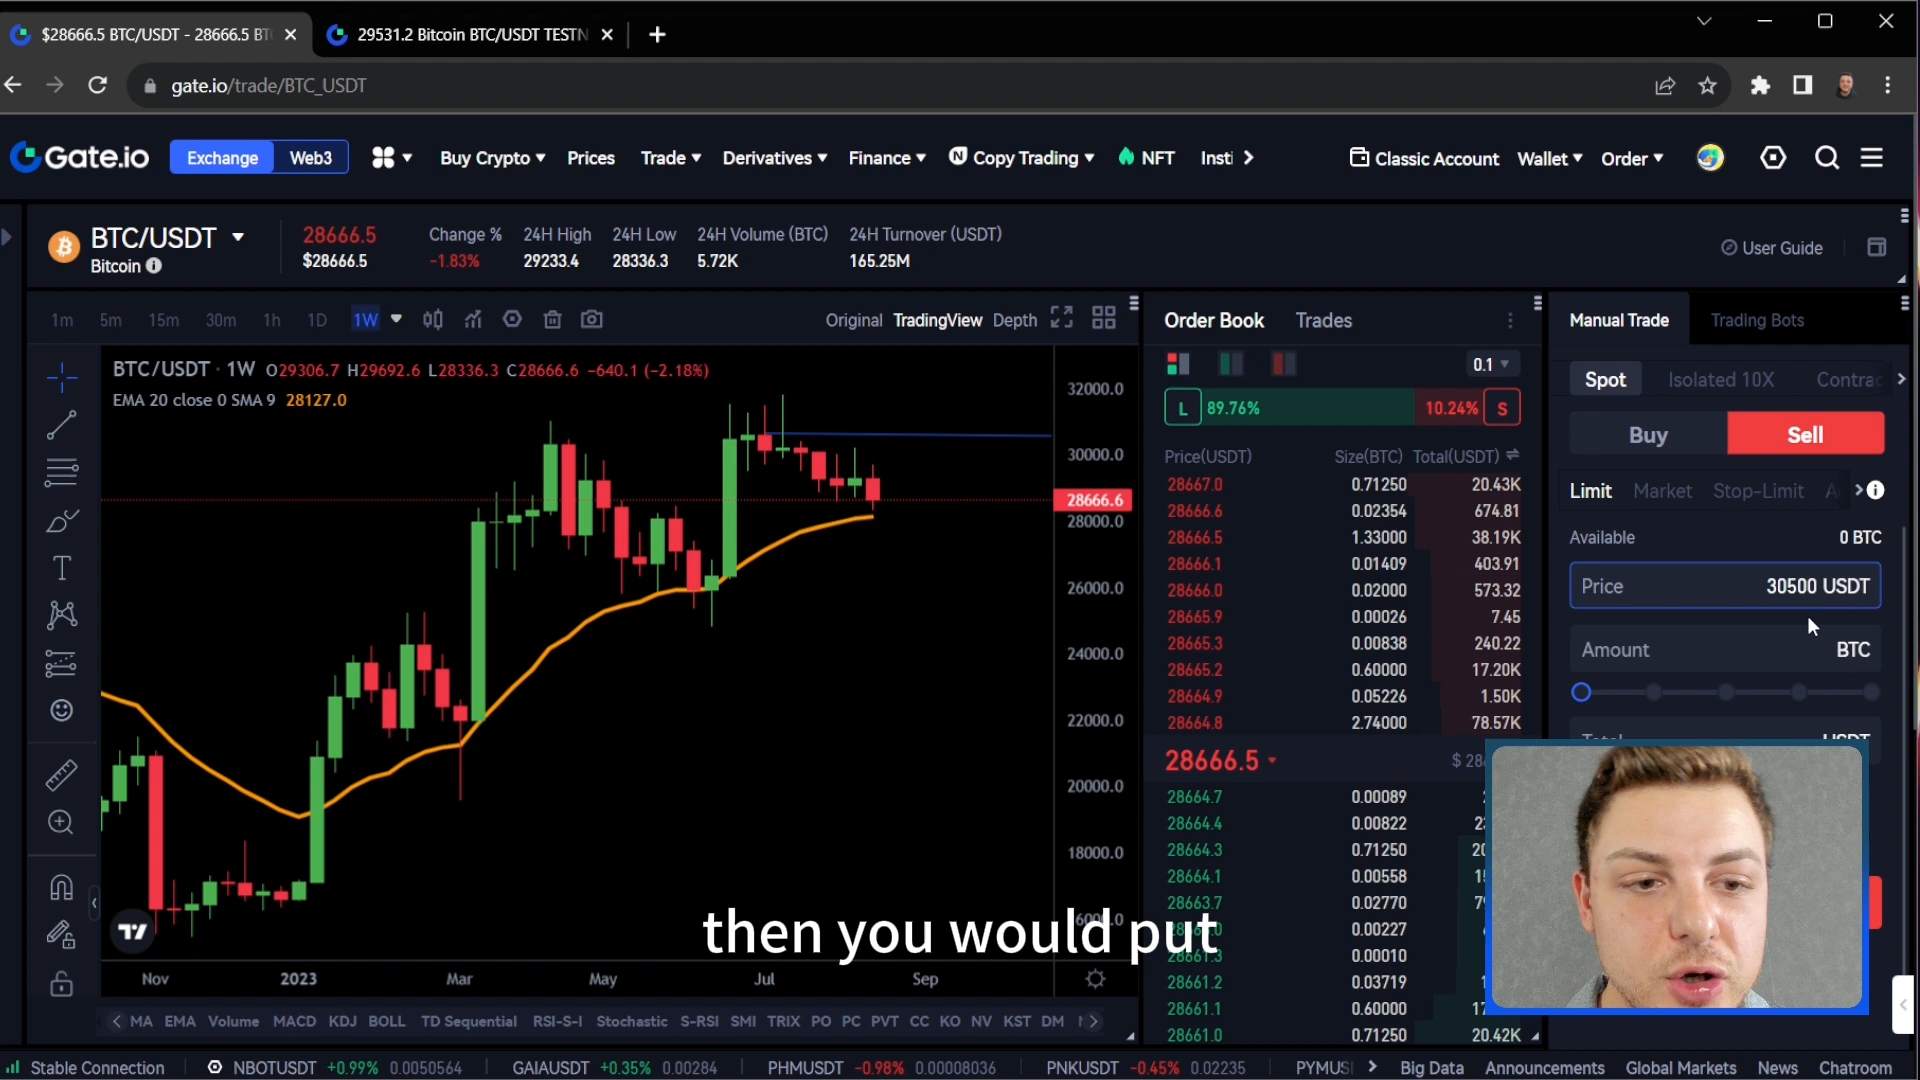 $28666.5 BTC/USDT - 28666.5 BT
29531.2 Bitcoin BTC/USDT TESTN
gate.io/trade/BTC_USDT
Gate.io
Exchange Web3 Buy Crypto Prices Trade Derivatives Finance Copy Trading NFT Insti Classic Account Wallet Order
BTC/USDT
Bitcoin
28666.5
$28666.5
Change % 24H High 24H Low 24H Volume (BTC) 24H Turnover (USDT)
-1.83% 29233.4 28336.3 5.72K 165.25M
User Guide
1m 5m 15m 30m 1h 1D 1W Original TradingView Depth
BTC/USDT · 1W O29306.7 H29692.6 L28336.3 C28666.6 -640.1 (-2.18%)
EMA 20 close 0 SMA 9 28127.0
32000.0
30000.0
28666.6
28000.0
26000.0
24000.0
22000.0
20000.0
18000.0
6000.0
Nov 2023 Mar May Jul Sep
MA EMA Volume MACD KDJ BOLL TD Sequential RSI-S-I Stochastic S-RSI SMI TRIX PO PC PVT CC KO NV KST DM
Order Book Trades
0.1
L 89.76% 10.24% S
Price(USDT) Size(BTC) Total(USDT)
28667.0 0.71250 20.43K
28666.6 0.02354 674.81
28666.5 1.33000 38.19K
28666.1 0.01409 403.91
28666.0 0.02000 573.32
28665.9 0.00026 7.45
28665.3 0.00838 240.22
28665.2 0.60000 17.20K
28664.9 0.05226 1.50K
28664.8 2.74000 78.57K
28666.5 $ 28
28664.7 0.00089
28664.4 0.00822
28664.3 0.71250
28664.1 0.00558
28663.7 0.02770
0.00227
0.00010
28661.2 0.03719
28661.1 0.60000
28661.0 0.71250 20.42K
Manual Trade Trading Bots
Spot Isolated 10X Contrac
Buy Sell
Limit Market Stop-Limit
Available 0 BTC
Price 30500 USDT
Amount BTC
Total USDT
then you would put
Stable Connection NBOTUSDT +0.99% 0.0050564 GAIAUSDT +0.35% 0.00284 PHMUSDT -0.98% 0.00008036 PNKUSDT -0.45% 0.02235 PYMUS Big Data Announcements Global Markets News Chatroom